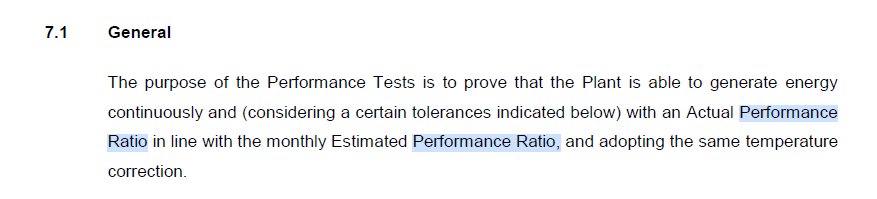 7.1 General
The purpose of the Performance Tests is to prove that the Plant is able to generate energy
continuously and (considering a certain tolerances indicated below) with an Actual Performance
Ratio in line with the monthly Estimated Performance Ratio, and adopting the same temperature
correction.